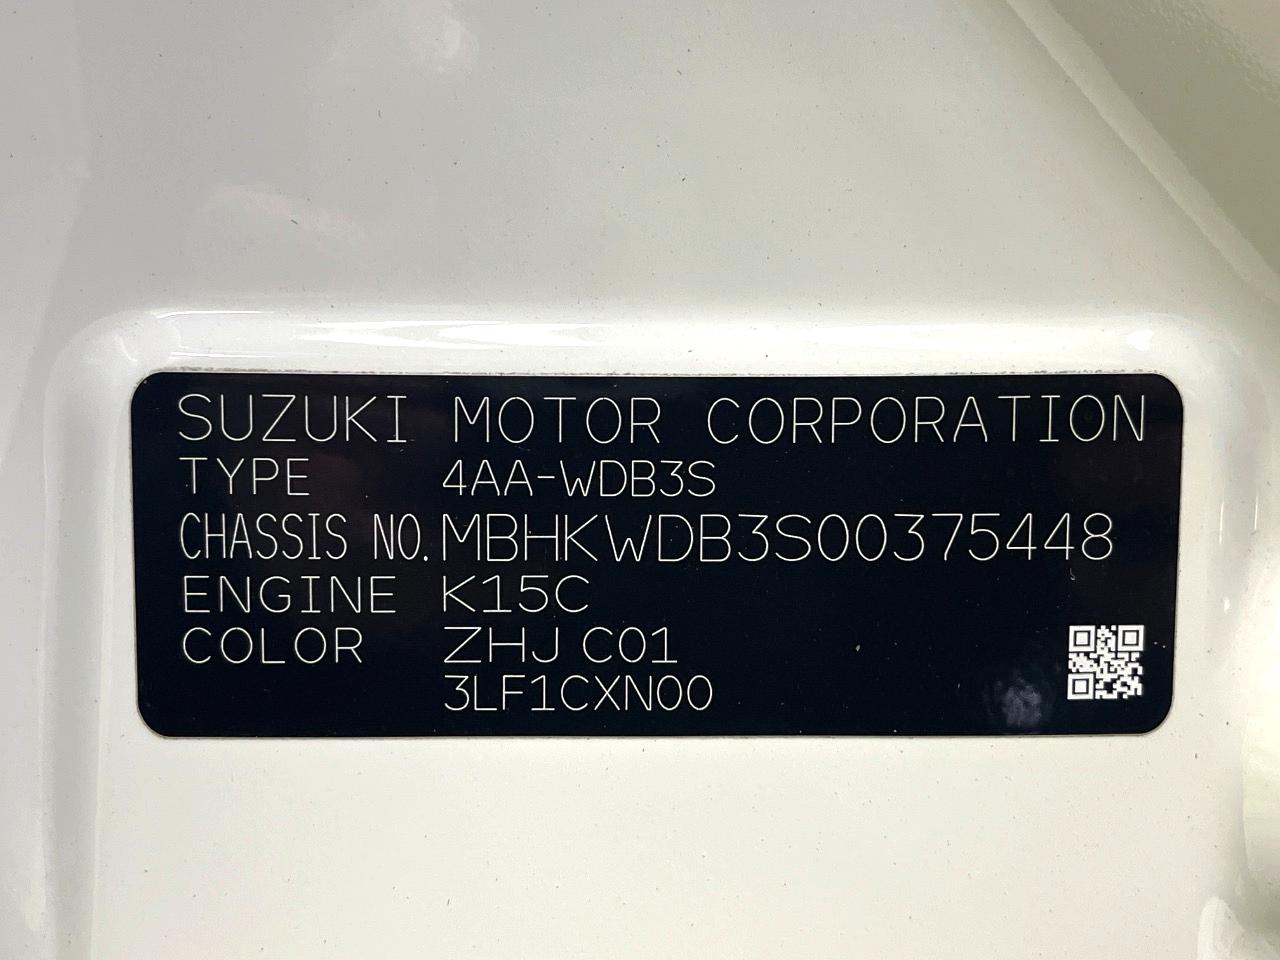 SUZUKI MOTOR CORPORATION
TYPE 4AA-WDB3S
CHASSIS NO. MBHKWDB3S00375448
ENGINE K15C
COLOR ZHJ C01
3LF1CXN00